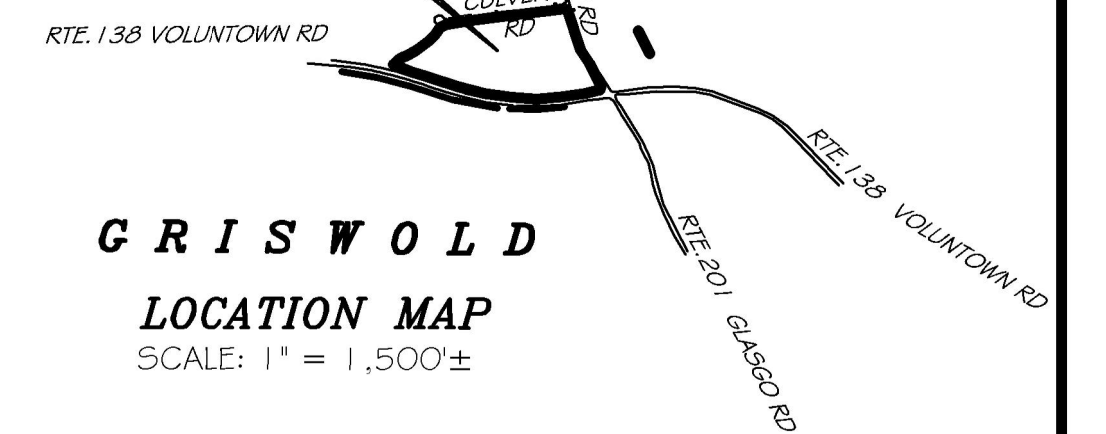 RD
RD
RTE. 138 VOLUNTOWN RD
RTE. 138 VOLUNTOWN RD
RTE. 201 GLASGO RD
GRISWOLD
LOCATION MAP
SCALE: 1" = 1,500'±